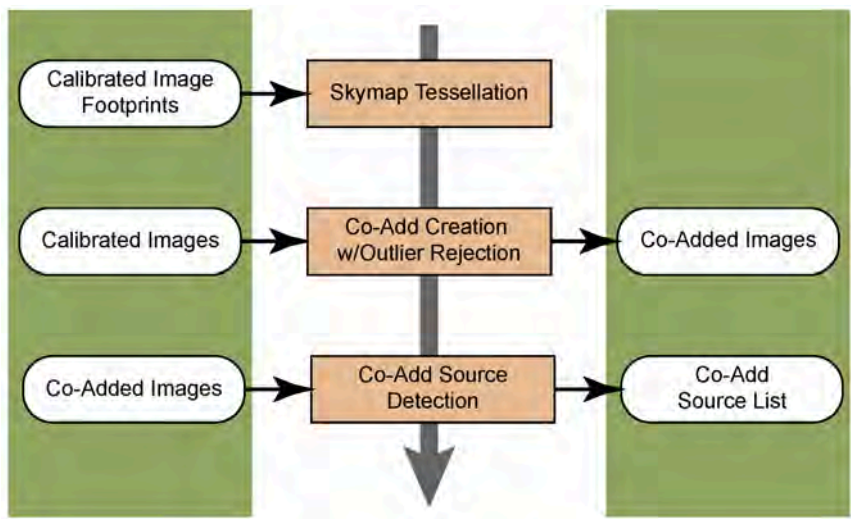 Calibrated Image
Footprints
Skymap Tessellation
Calibrated Images
Co-Add Creation
w/Outlier Rejection
Co-Added Images
Co-Added Images
Co-Add Source
Detection
Co-Add
Source List